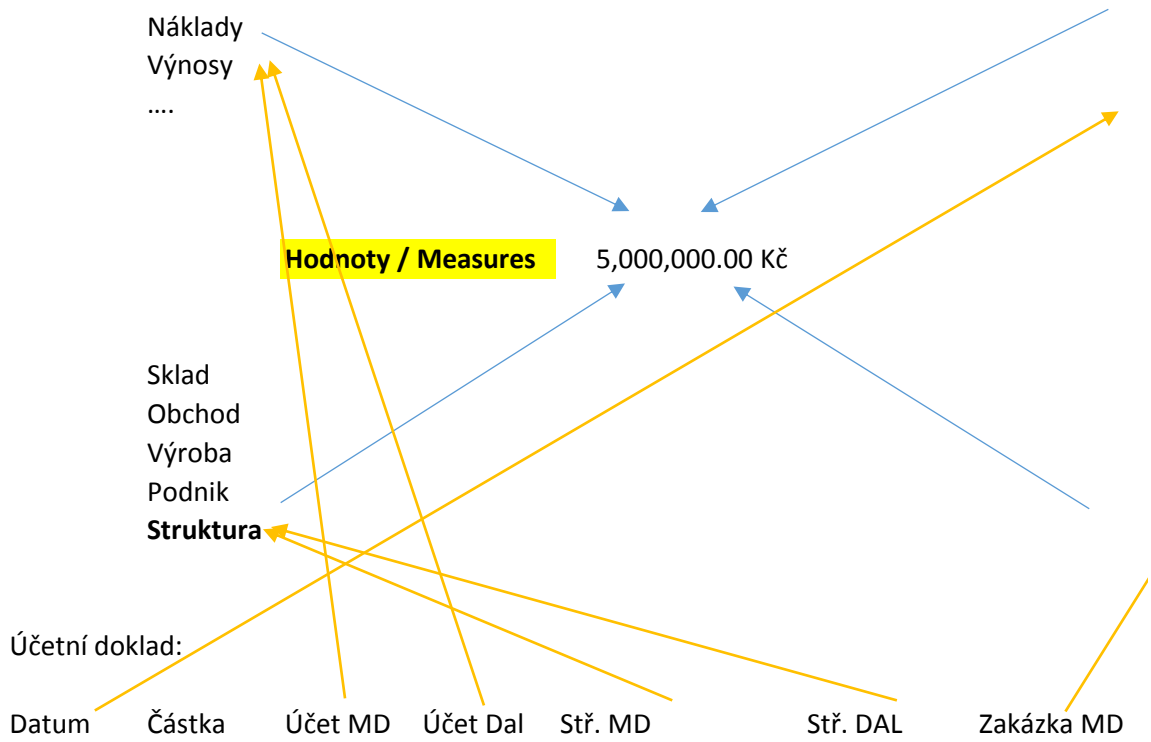 Náklady
Výnosy
....
Hodnoty / Measures 5,000,000.00 Kč
Sklad
Obchod
Výroba
Podnik
Struktura
Účetní doklad:
Datum Částka Účet MD Účet Dal Stř. MD Stř. DAL Zakázka MD